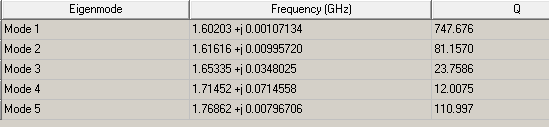 Eigenmode Frequency (GHz) Q
Mode 1 1.60203 +j 0.00107134 747.676
Mode 2 1.61616 +j 0.00995720 81.1570
Mode 3 1.65335 +j 0.0348025 23.7586
Mode 4 1.71452 +j 0.0714558 12.0075
Mode 5 1.76862 +j 0.00796706 110.997